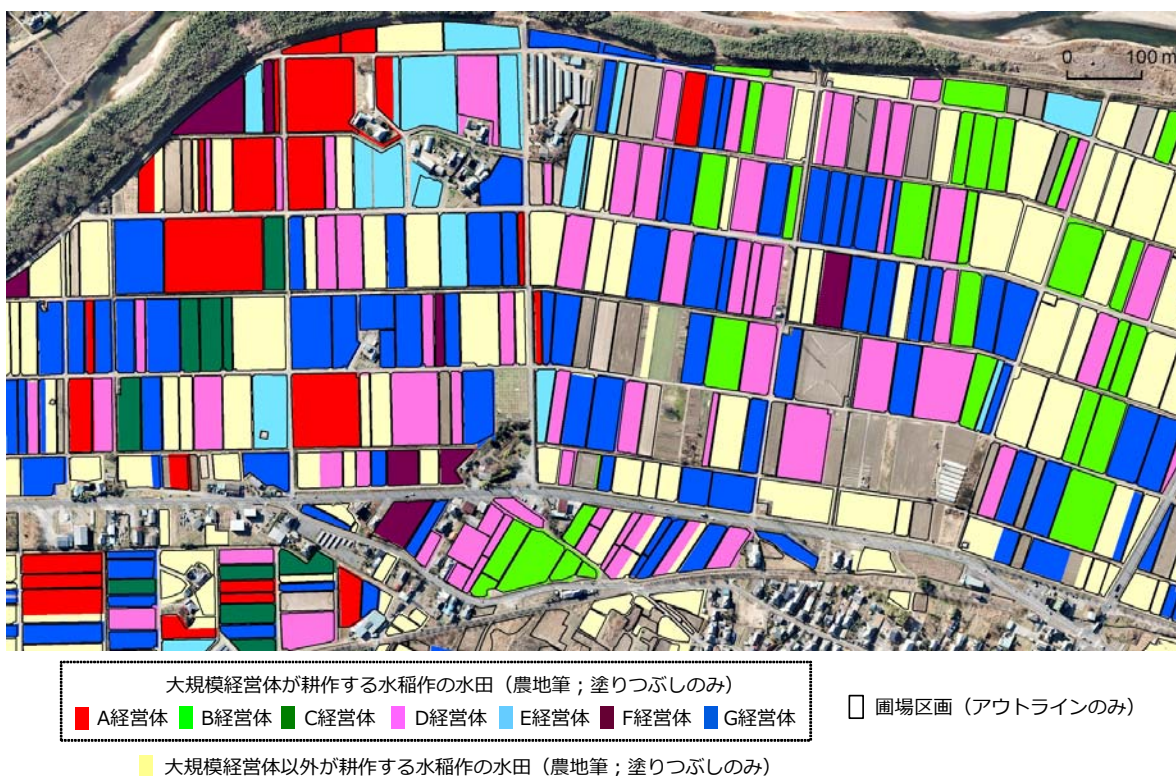 0 100 m
大規模経営体が耕作する水稲作の水田（農地筆；塗りつぶしのみ）
A経営体 B経営体 C経営体 D経営体 E経営体 F経営体 G経営体
圃場区画（アウトラインのみ）
大規模経営体以外が耕作する水稲作の水田（農地筆；塗りつぶしのみ）